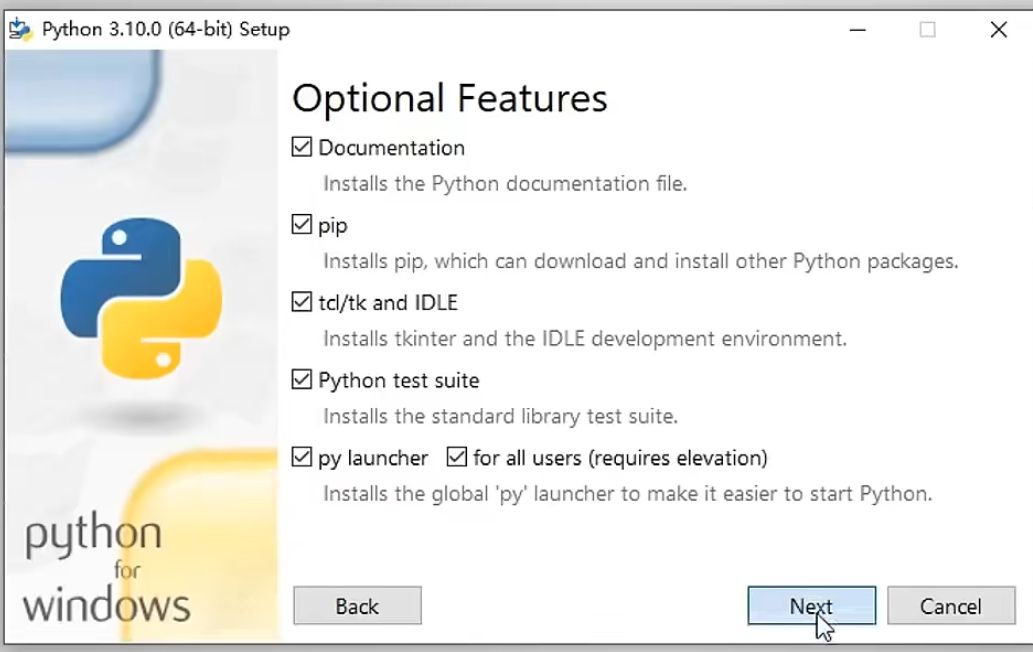 Python 3.10.0 (64-bit) Setup
Optional Features
Documentation
Installs the Python documentation file.
pip
Installs pip, which can download and install other Python packages.
tcl/tk and IDLE
Installs tkinter and the IDLE development environment.
Python test suite
Installs the standard library test suite.
py launcher for all users (requires elevation)
Installs the global 'py' launcher to make it easier to start Python.
python
for
windows
Back Next Cancel